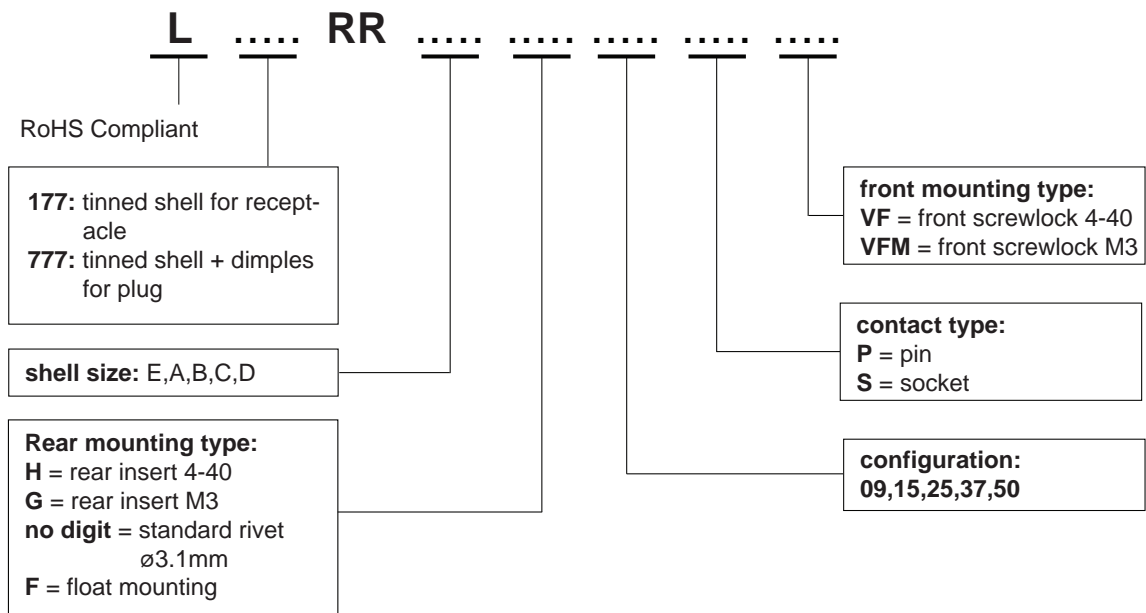 L ..... RR ..... ..... ..... ..... .....
RoHS Compliant
177: tinned shell for recept-
acle
777: tinned shell + dimples
for plug
shell size: E,A,B,C,D
Rear mounting type:
H = rear insert 4-40
G = rear insert M3
no digit = standard rivet
ø3.1mm
F = float mounting
front mounting type:
VF = front screwlock 4-40
VFM = front screwlock M3
contact type:
P = pin
S = socket
configuration:
09,15,25,37,50